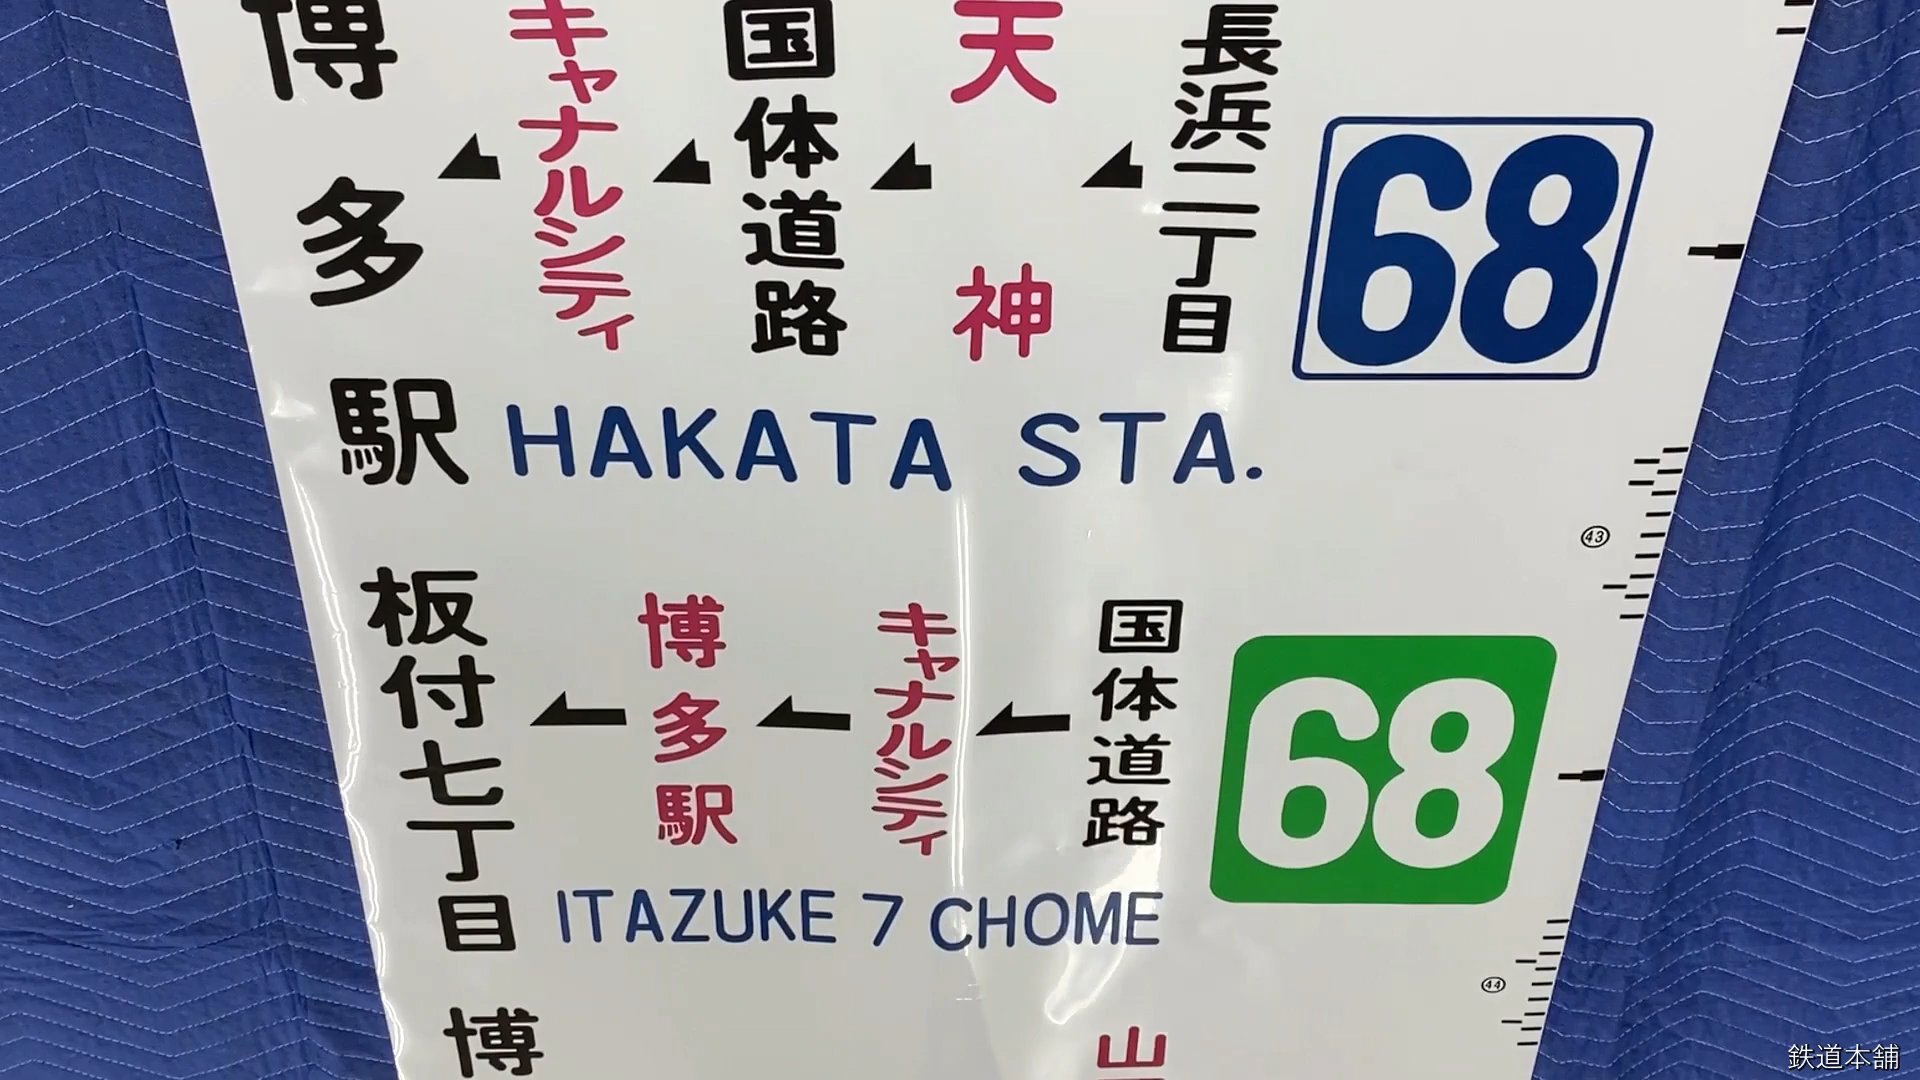 68
長浜二丁目
天神
国体道路
キャナルシティ
博多駅
HAKATA STA.
43
68
国体道路
キャナルシティ
博多駅
板付七丁目
ITAZUKE 7 CHOME
44
博
山
鉄道本舗